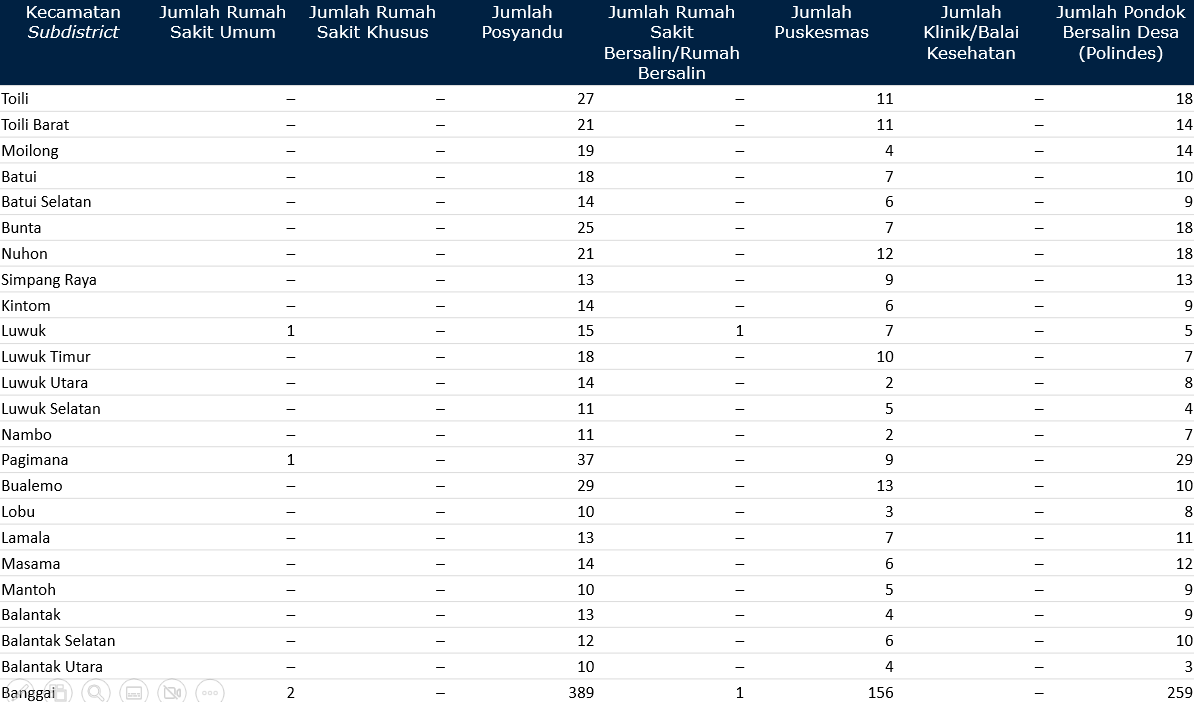 Kecamatan Jumlah Rumah Jumlah Rumah Jumlah Jumlah Rumah Jumlah Jumlah Jumlah Pondok
Subdistrict Sakit Umum Sakit Khusus Posyandu Sakit Puskesmas Klinik/Balai Bersalin Desa
Bersalin/Rumah Kesehatan (Polindes)
Bersalin
Toili – – 27 – 11 – 18
Toili Barat – – 21 – 11 – 14
Moilong – – 19 – 4 – 14
Batui – – 18 – 7 – 10
Batui Selatan – – 14 – 6 – 9
Bunta – – 25 – 7 – 18
Nuhon – – 21 – 12 – 18
Simpang Raya – – 13 – 9 – 13
Kintom – – 14 – 6 – 9
Luwuk 1 – 15 1 7 – 5
Luwuk Timur – – 18 – 10 – 7
Luwuk Utara – – 14 – 2 – 8
Luwuk Selatan – – 11 – 5 – 4
Nambo – – 11 – 2 – 7
Pagimana 1 – 37 – 9 – 29
Bualemo – – 29 – 13 – 10
Lobu – – 10 – 3 – 8
Lamala – – 13 – 7 – 11
Masama – – 14 – 6 – 12
Mantoh – – 10 – 5 – 9
Balantak – – 13 – 4 – 9
Balantak Selatan – – 12 – 6 – 10
Balantak Utara – – 10 – 4 – 3
Banggai 2 – 389 1 156 – 259